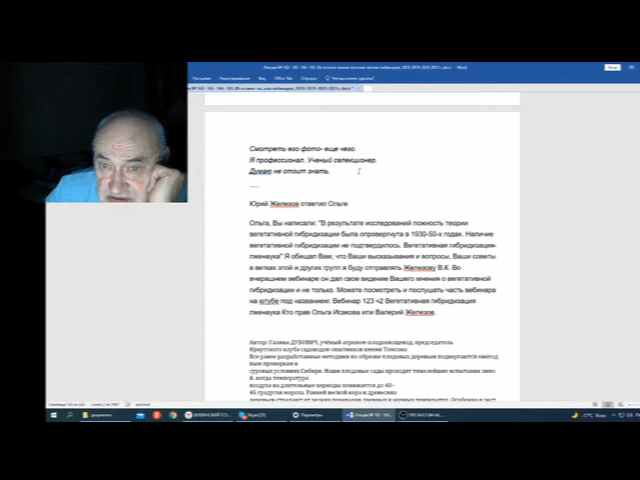 Смотреть его фото- еще чего.
Я профессионал. Ученый селекционер.
Думаю не стоит знать.
Юрий Железов ответил Ольге
Ольга, Вы написали: "В результате исследований ложность теории
вегетативной гибридизации была опровергнута в 1930-50-х годах. Наличие
вегетативной гибридизации не подтвердилось. Вегетативная гибридизация-
лженаука" Я обещал Вам, что Ваши высказывания и вопросы, Ваши советы
в ветках этой и других групп я буду отправлять Железову В.К. Во
вчерашнем вебинаре он дал свое видение Вашего мнения о вегетативной
гибридизации и не только. Можете посмотреть и послушать часть вебинара
на ютубе под названием: Вебинар 123 ч2 Вегетативная гибридизация
лженаука Кто прав Ольга Исакова или Валерий Железов.
Автор: Галина ДУБОВИЧ, учёный агроном-плодоовощевод, председатель
Иркутского клуба садоводов-опытников имени Томсона
Все ранее разработанные методики по обрезке плодовых деревьев подвергаются ежегод
ным проверкам в
суровых условиях Сибири. Наши плодовые сады проходят тяжелейшие испытания зимо
й, когда температура
воздуха на длительные периоды понижается до 40–
45 градусов мороза. Ранней весной кора и древесина